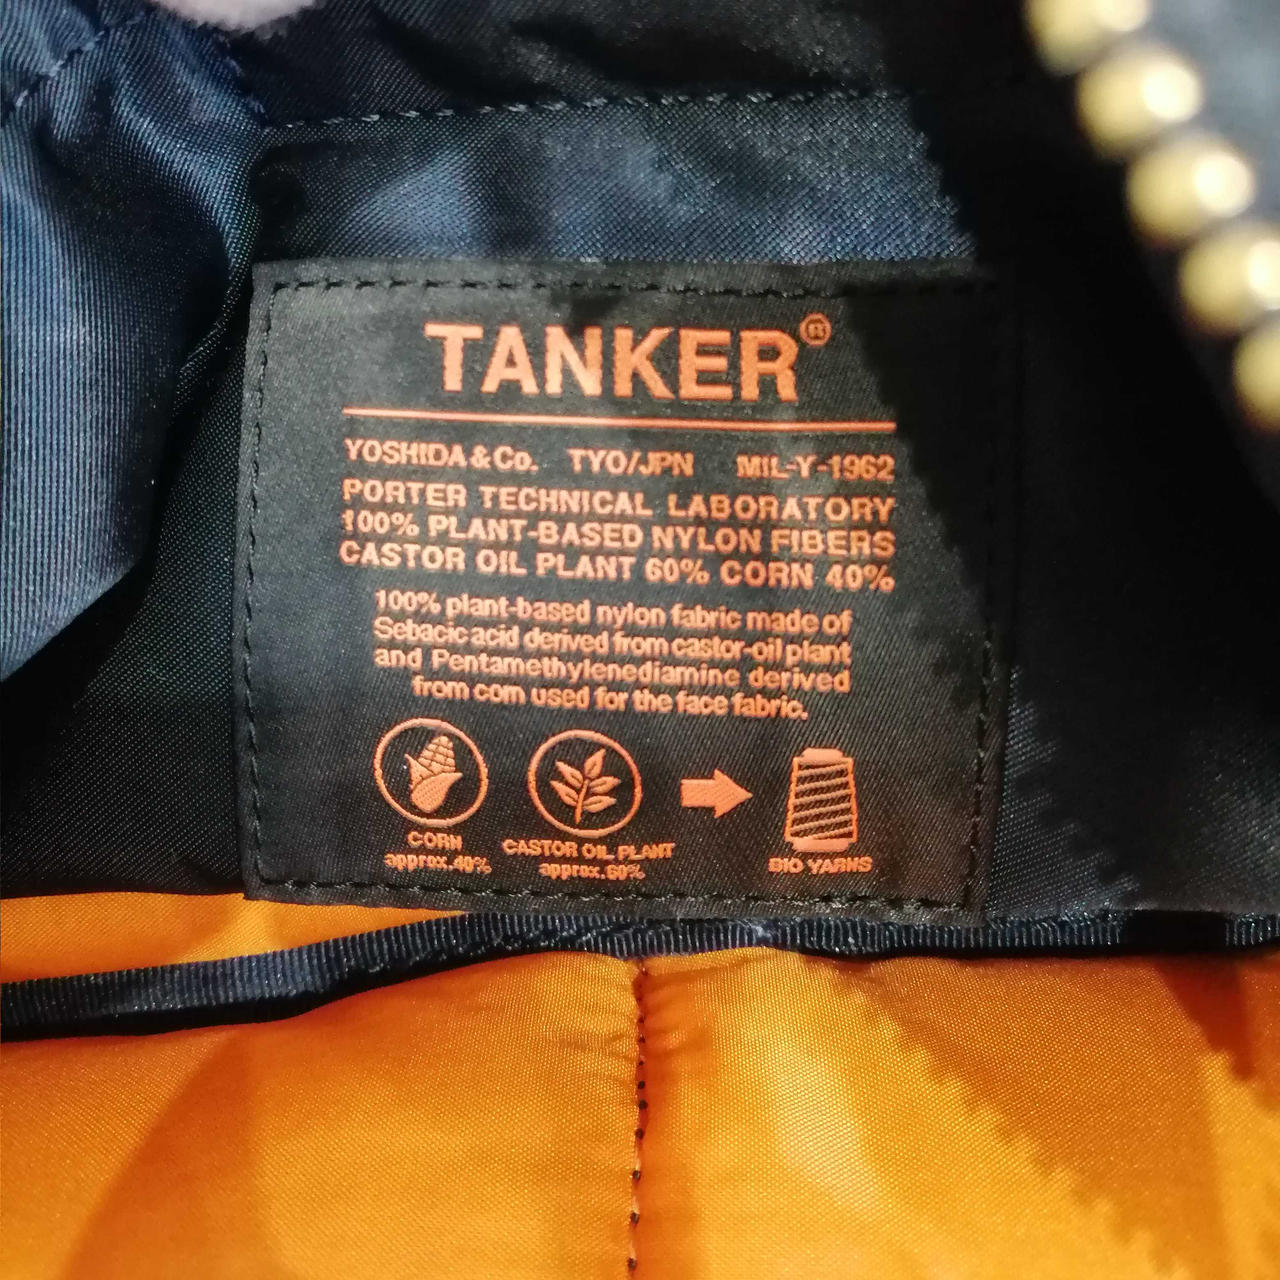 TANKER®
YOSHIDA & Co. TYO/JPN MIL-Y-1962
PORTER TECHNICAL LABORATORY
100% PLANT-BASED NYLON FIBERS
CASTOR OIL PLANT 60% CORN 40%
100% plant-based nylon fabric made of
Sebacic acid derived from castor-oil plant
and Pentamethylenediamine derived
from corn used for the face fabric.
CORN
approx.40%
CASTOR OIL PLANT
approx.60%
BIO YARNS